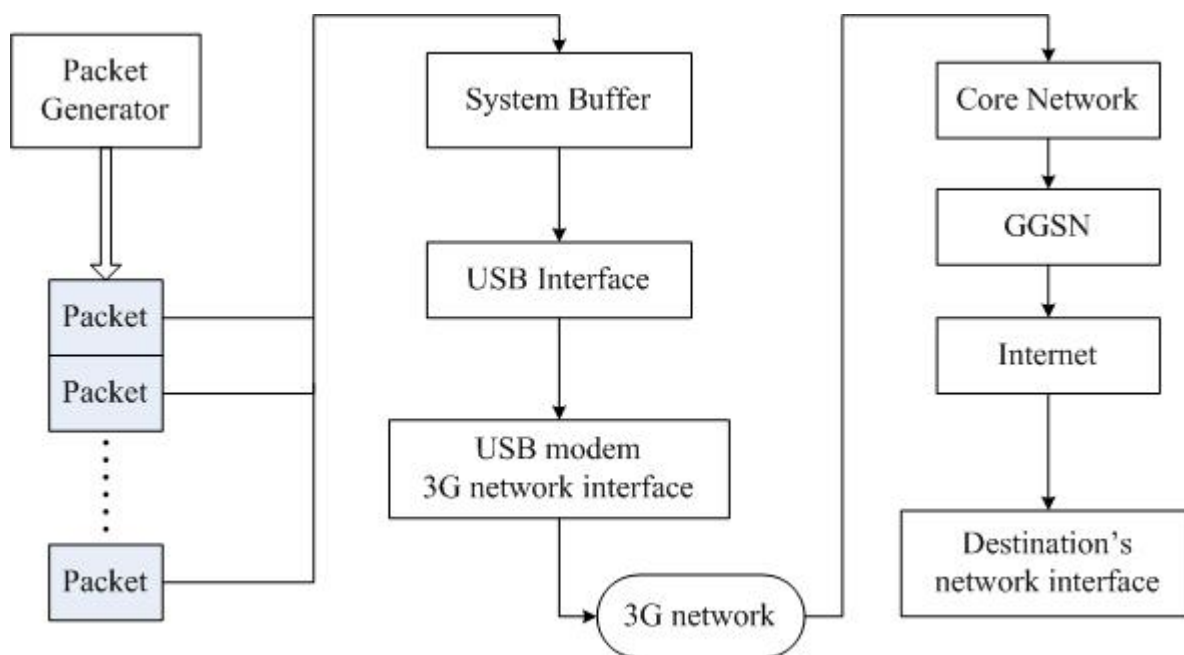 Packet
Generator
Packet
Packet
Packet
System Buffer
USB Interface
USB modem
3G network interface
3G network
Core Network
GGSN
Internet
Destination's
network interface